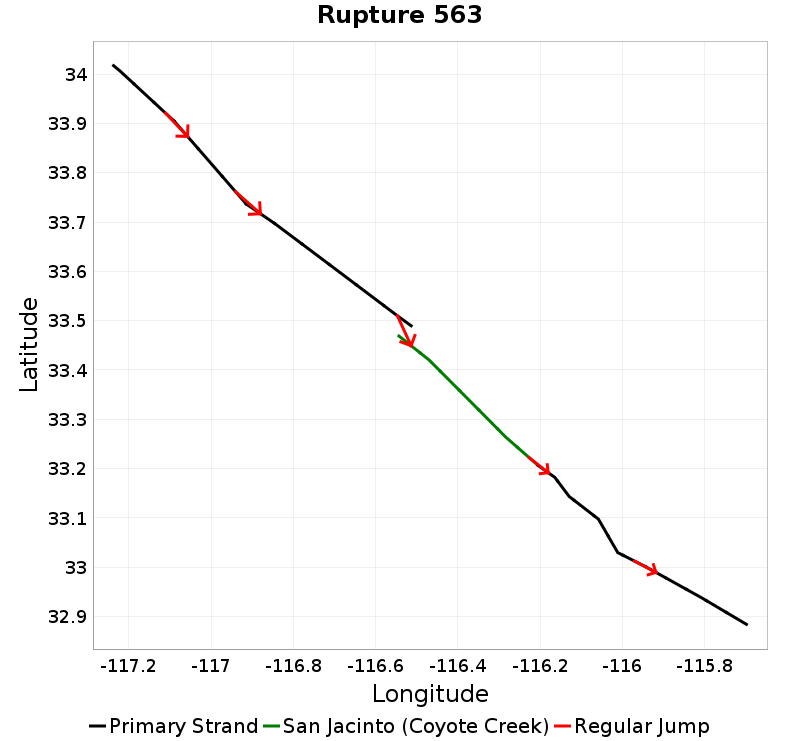 Rupture 563
34
33.9
33.8
33.7
33.6
33.5
33.4
33.3
33.2
33.1
33
32.9
Latitude
-117.2 -117 -116.8 -116.6 -116.4 -116.2 -116 -115.8
Longitude
Primary Strand San Jacinto (Coyote Creek) Regular Jump